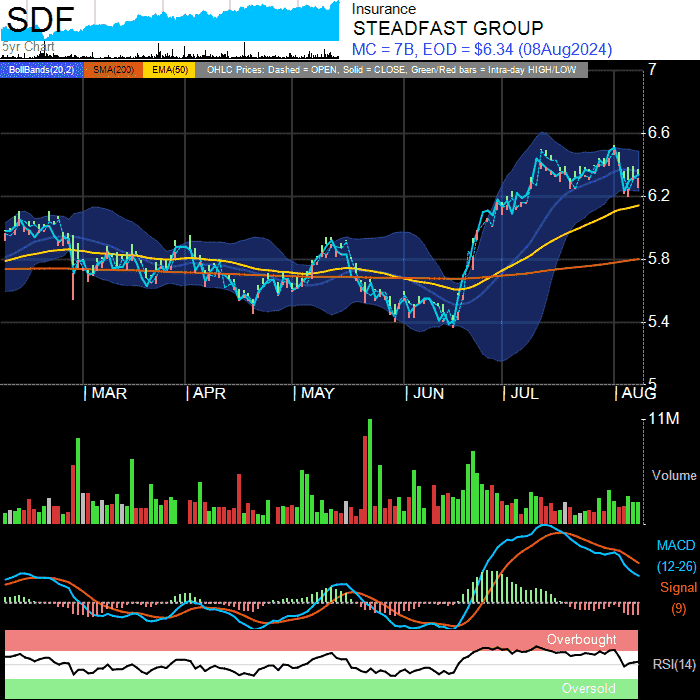 SDF
5yr Chart
Insurance
STEADFAST GROUP
MC = 7B, EOD = $6.34 (08Aug2024)
BollBands(20,2) SMA(200) EMA(50) OHLC Prices: Dashed = OPEN, Solid = CLOSE, Green/Red bars = Intra-day HIGH/LOW
7
6.6
6.2
5.8
5.4
5
| MAR | APR | MAY | JUN | JUL | AUG
11M
Volume
MACD
(12-26)
Signal
(9)
Overbought
RSI(14)
Oversold